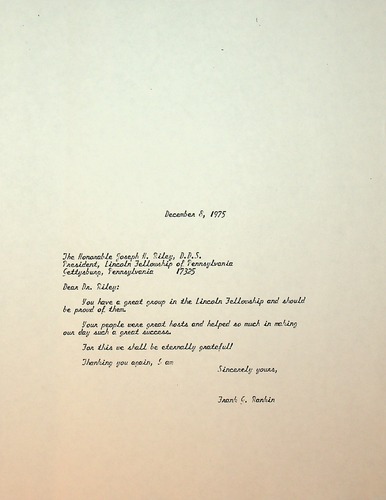 December 8, 1975
The Honorable Joseph R. Riley, D.D.S.
President, Lincoln Fellowship of Pennsylvania
Gettysburg, Pennsylvania 17325
Dear Dr. Riley:
You have a great group in the Lincoln Fellowship and should
be proud of them.
Your people were great hosts and helped so much in making
our day such a great success.
For this we shall be eternally grateful!
Thanking you again, I am
Sincerely yours,
Frank G. Rankin